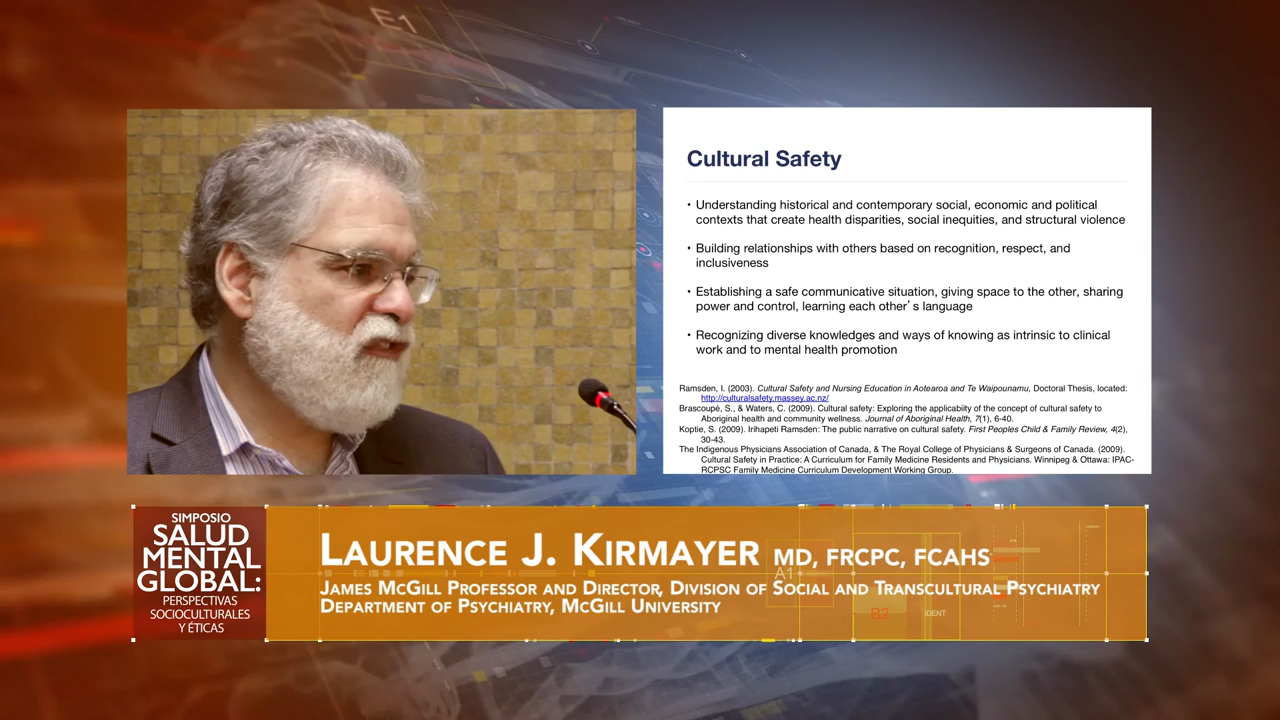 E1
Cultural Safety
• Understanding historical and contemporary social, economic and political
contexts that create health disparities, social inequities, and structural violence
• Building relationships with others based on recognition, respect, and
inclusiveness
• Establishing a safe communicative situation, giving space to the other, sharing
power and control, learning each other's language
• Recognizing diverse knowledges and ways of knowing as intrinsic to clinical
work and to mental health promotion
Ramsden, I. (2003). Cultural Safety and Nursing Education in Aotearoa and Te Waipounamu, Doctoral Thesis, located:
http://culturalsafety.massey.ac.nz/
Brascoupé, S., & Waters, C. (2009). Cultural safety: Exploring the applicability of the concept of cultural safety to
Aboriginal health and community wellness. Journal of Aboriginal Health, 7(1), 6-40.
Koptie, S. (2009). Irihapeti Ramsden: The public narrative on cultural safety. First Peoples Child & Family Review, 4(2),
30-43.
The Indigenous Physicians Association of Canada, & The Royal College of Physicians & Surgeons of Canada. (2009).
Cultural Safety in Practice: A Curriculum for Family Medicine Residents and Physicians. Winnipeg & Ottawa: IPAC-
RCPSC Family Medicine Curriculum Development Working Group.
SIMPOSIO
SALUD
MENTAL
GLOBAL:
PERSPECTIVAS
SOCIOCULTURALES
Y ÉTICAS
LAURENCE J. KIRMAYER MD, FRCPC, FCAHS
JAMES MCGILL PROFESSOR AND DIRECTOR, DIVISION OF SOCIAL AND TRANSCULTURAL PSYCHIATRY
DEPARTMENT OF PSYCHIATRY, MCGILL UNIVERSITY
A1
B2
IDENT